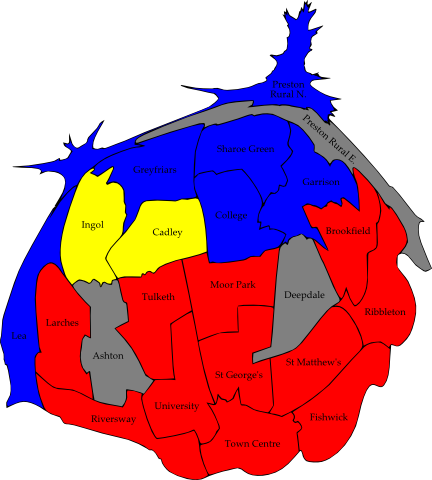 Preston
Rural N.
Preston Rural E.
Sharoe Green
Greyfriars
Garrison
Ingol
College
Cadley
Brookfield
Moor Park
Tulketh
Deepdale
Ribbleton
Larches
Lea
Ashton
St Matthew's
St George's
University
Riversway
Fishwick
Town Centre